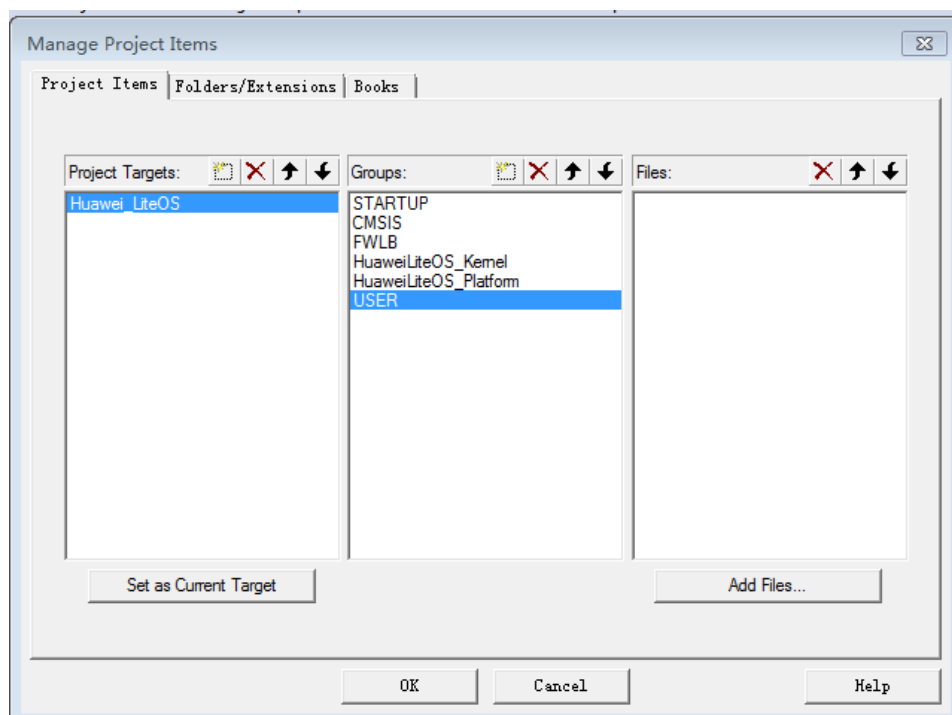 Manage Project Items
Project Items Folders/Extensions Books
Project Targets:
Huawei_LiteOS
Set as Current Target
Groups:
STARTUP
CMSIS
FWLB
HuaweiLiteOS_Kernel
HuaweiLiteOS_Platform
USER
Files:
Add Files...
OK Cancel Help